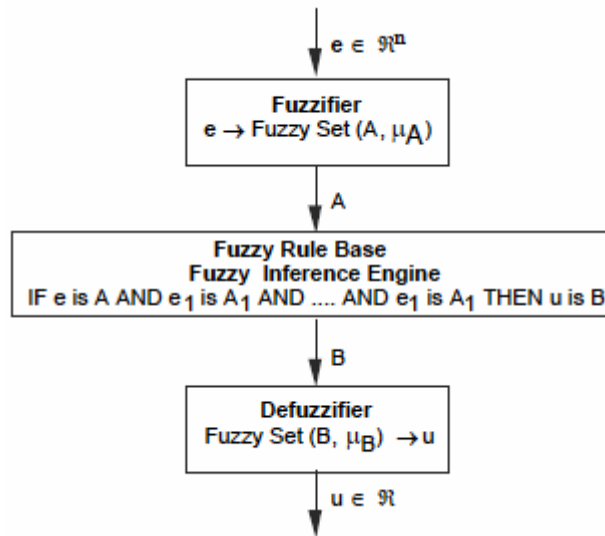 e ∈ ℜⁿ
Fuzzifier
e → Fuzzy Set (A, μA)
A
Fuzzy Rule Base
Fuzzy Inference Engine
IF e is A AND e1 is A1 AND .... AND e1 is A1 THEN u is B
B
Defuzzifier
Fuzzy Set (B, μB) → u
u ∈ ℜ